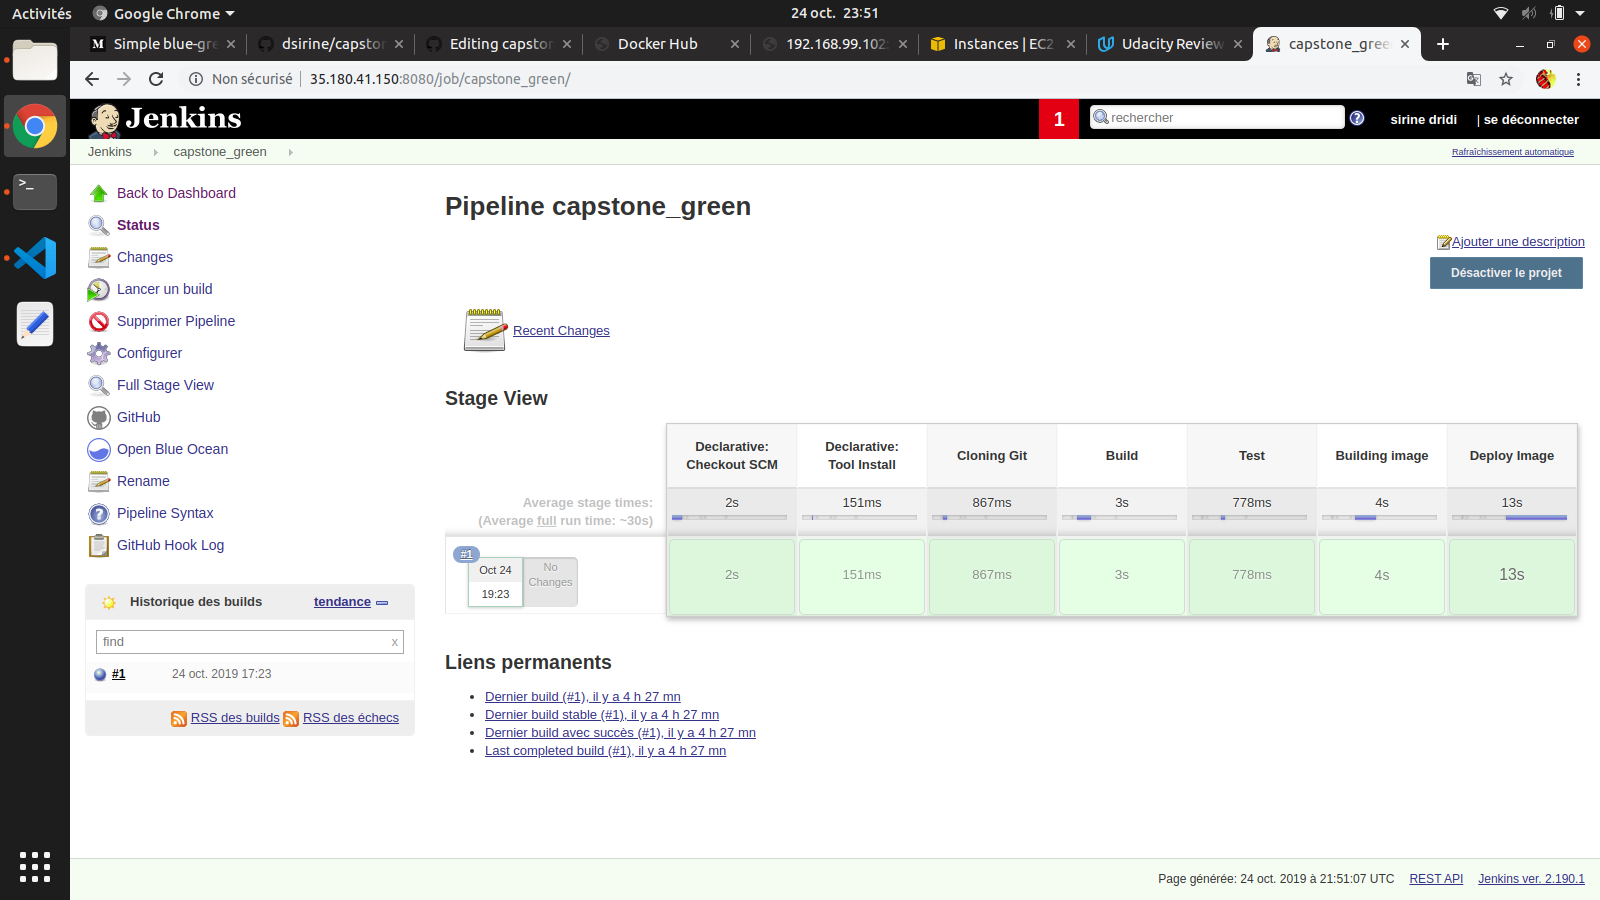 Activités
Google Chrome
24 oct. 23:51
Simple blue-gre
dsirine/capstor
Editing capston
Docker Hub
192.168.99.102:
Instances | EC2
Udacity Review
capstone_gree
Non sécurisé
35.180.41.150:8080/job/capstone_green/
Jenkins
1
rechercher
sirine dridi
| se déconnecter
Jenkins
capstone_green
Rafraîchissement automatique
Back to Dashboard
Status
Changes
Lancer un build
Supprimer Pipeline
Configurer
Full Stage View
GitHub
Open Blue Ocean
Rename
Pipeline Syntax
GitHub Hook Log
Historique des builds
tendance
find
x
#1
24 oct. 2019 17:23
RSS des builds
RSS des échecs
Pipeline capstone_green
Ajouter une description
Désactiver le projet
Recent Changes
Stage View
Declarative: Checkout SCM
Declarative: Tool Install
Cloning Git
Build
Test
Building image
Deploy Image
Average stage times:
(Average full run time: ~30s)
2s
151ms
867ms
3s
778ms
4s
13s
#1
Oct 24
19:23
No Changes
2s
151ms
867ms
3s
778ms
4s
13s
Liens permanents
Dernier build (#1), il y a 4 h 27 mn
Dernier build stable (#1), il y a 4 h 27 mn
Dernier build avec succès (#1), il y a 4 h 27 mn
Last completed build (#1), il y a 4 h 27 mn
Page générée: 24 oct. 2019 à 21:51:07 UTC
REST API
Jenkins ver. 2.190.1